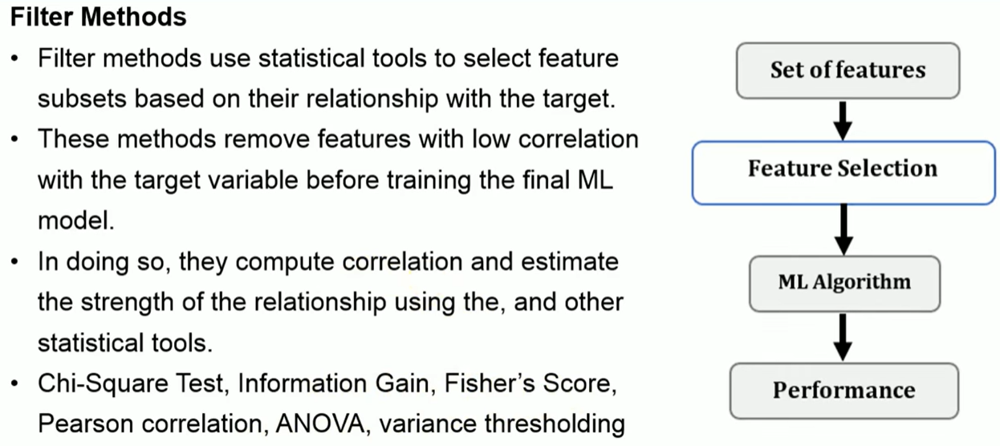 Filter Methods
• Filter methods use statistical tools to select feature
subsets based on their relationship with the target.
• These methods remove features with low correlation
with the target variable before training the final ML
model.
• In doing so, they compute correlation and estimate
the strength of the relationship using the, and other
statistical tools.
• Chi-Square Test, Information Gain, Fisher’s Score,
Pearson correlation, ANOVA, variance thresholding
Set of features
Feature Selection
ML Algorithm
Performance